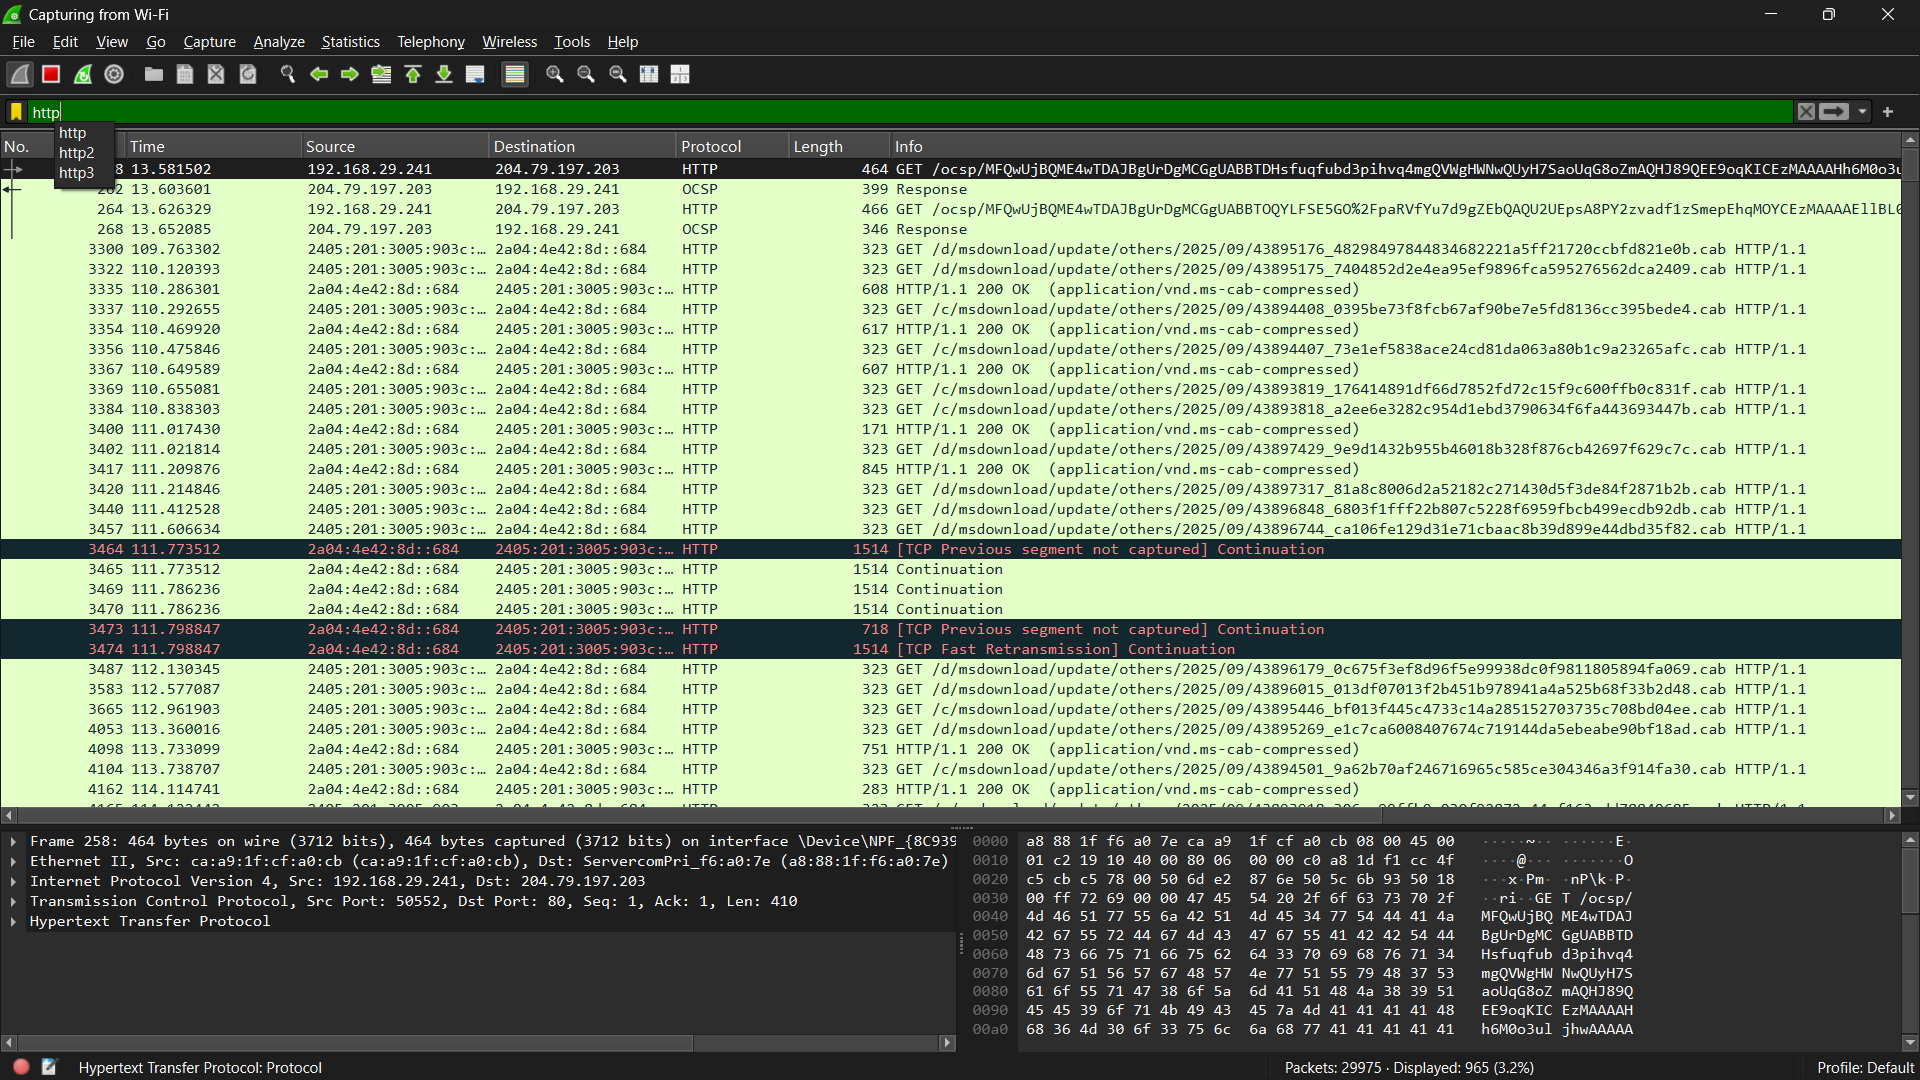 Capturing from Wi-Fi
File Edit View Go Capture Analyze Statistics Telephony Wireless Tools Help
http
http
http2
http3
No. Time Source Destination Protocol Length Info
8 13.581502 192.168.29.241 204.79.197.203 HTTP 464 GET /ocsp/MFQwUjBQME4wTDAJBgUrDgMCGgUABBTDHsfuqfubd3pihvq4mgQVWgHWNwQUyH7SaoUqG8oZmAQHJ89QEE9oqKICEzMAAAAHh6M0o3u
262 13.603601 204.79.197.203 192.168.29.241 OCSP 399 Response
264 13.626329 192.168.29.241 204.79.197.203 HTTP 466 GET /ocsp/MFQwUjBQME4wTDAJBgUrDgMCGgUABBTOQYLFSE5GO%2FpaRVfYu7d9gZEbQAQU2UEpsA8PY2zvadf1zSmepEhqMOYCEzMAAAAEllBL0
268 13.652085 204.79.197.203 192.168.29.241 OCSP 346 Response
3300 109.763302 2405:201:3005:903c:… 2a04:4e42:8d::684 HTTP 323 GET /d/msdownload/update/others/2025/09/43895176_48298497844834682221a5ff21720ccbfd821e0b.cab HTTP/1.1
3322 110.120393 2405:201:3005:903c:… 2a04:4e42:8d::684 HTTP 323 GET /d/msdownload/update/others/2025/09/43895175_7404852d2e4ea95ef9896fca595276562dca2409.cab HTTP/1.1
3335 110.286301 2a04:4e42:8d::684 2405:201:3005:903c:… HTTP 608 HTTP/1.1 200 OK (application/vnd.ms-cab-compressed)
3337 110.292655 2405:201:3005:903c:… 2a04:4e42:8d::684 HTTP 323 GET /c/msdownload/update/others/2025/09/43894408_0395be73f8fcb67af90be7e5fd8136cc395bede4.cab HTTP/1.1
3354 110.469920 2a04:4e42:8d::684 2405:201:3005:903c:… HTTP 617 HTTP/1.1 200 OK (application/vnd.ms-cab-compressed)
3356 110.475846 2405:201:3005:903c:… 2a04:4e42:8d::684 HTTP 323 GET /c/msdownload/update/others/2025/09/43894407_73e1ef5838ace24cd81da063a80b1c9a23265afc.cab HTTP/1.1
3367 110.649589 2a04:4e42:8d::684 2405:201:3005:903c:… HTTP 607 HTTP/1.1 200 OK (application/vnd.ms-cab-compressed)
3369 110.655081 2405:201:3005:903c:… 2a04:4e42:8d::684 HTTP 323 GET /c/msdownload/update/others/2025/09/43893819_176414891df66d7852fd72c15f9c600ffb0c831f.cab HTTP/1.1
3384 110.838303 2405:201:3005:903c:… 2a04:4e42:8d::684 HTTP 323 GET /c/msdownload/update/others/2025/09/43893818_a2ee6e3282c954d1ebd3790634f6fa443693447b.cab HTTP/1.1
3400 111.017430 2a04:4e42:8d::684 2405:201:3005:903c:… HTTP 171 HTTP/1.1 200 OK (application/vnd.ms-cab-compressed)
3402 111.021814 2405:201:3005:903c:… 2a04:4e42:8d::684 HTTP 323 GET /d/msdownload/update/others/2025/09/43897429_9e9d1432b955b46018b328f876cb42697f629c7c.cab HTTP/1.1
3417 111.209876 2a04:4e42:8d::684 2405:201:3005:903c:… HTTP 845 HTTP/1.1 200 OK (application/vnd.ms-cab-compressed)
3420 111.214846 2405:201:3005:903c:… 2a04:4e42:8d::684 HTTP 323 GET /d/msdownload/update/others/2025/09/43897317_81a8c8006d2a52182c271430d5f3de84f2871b2b.cab HTTP/1.1
3440 111.412528 2405:201:3005:903c:… 2a04:4e42:8d::684 HTTP 323 GET /d/msdownload/update/others/2025/09/43896848_6803f1fff22b807c5228f6959fbcb499ecdb92db.cab HTTP/1.1
3457 111.606634 2405:201:3005:903c:… 2a04:4e42:8d::684 HTTP 323 GET /d/msdownload/update/others/2025/09/43896744_ca106fe129d31e71cbaac8b39d899e44dbd35f82.cab HTTP/1.1
3464 111.773512 2a04:4e42:8d::684 2405:201:3005:903c:… HTTP 1514 [TCP Previous segment not captured] Continuation
3465 111.773512 2a04:4e42:8d::684 2405:201:3005:903c:… HTTP 1514 Continuation
3469 111.786236 2a04:4e42:8d::684 2405:201:3005:903c:… HTTP 1514 Continuation
3470 111.786236 2a04:4e42:8d::684 2405:201:3005:903c:… HTTP 1514 Continuation
3473 111.798847 2a04:4e42:8d::684 2405:201:3005:903c:… HTTP 718 [TCP Previous segment not captured] Continuation
3474 111.798847 2a04:4e42:8d::684 2405:201:3005:903c:… HTTP 1514 [TCP Fast Retransmission] Continuation
3487 112.130345 2405:201:3005:903c:… 2a04:4e42:8d::684 HTTP 323 GET /d/msdownload/update/others/2025/09/43896179_0c675f3ef8d96f5e99938dc0f9811805894fa069.cab HTTP/1.1
3583 112.577087 2405:201:3005:903c:… 2a04:4e42:8d::684 HTTP 323 GET /d/msdownload/update/others/2025/09/43896015_013df07013f2b451b978941a4a525b68f33b2d48.cab HTTP/1.1
3665 112.961903 2405:201:3005:903c:… 2a04:4e42:8d::684 HTTP 323 GET /c/msdownload/update/others/2025/09/43895446_bf013f445c4733c14a285152703735c708bd04ee.cab HTTP/1.1
4053 113.360016 2405:201:3005:903c:… 2a04:4e42:8d::684 HTTP 323 GET /d/msdownload/update/others/2025/09/43895269_e1c7ca6008407674c719144da5ebeabe90bf18ad.cab HTTP/1.1
4098 113.733099 2a04:4e42:8d::684 2405:201:3005:903c:… HTTP 751 HTTP/1.1 200 OK (application/vnd.ms-cab-compressed)
4104 113.738707 2405:201:3005:903c:… 2a04:4e42:8d::684 HTTP 323 GET /c/msdownload/update/others/2025/09/43894501_9a62b70af246716965c585ce304346a3f914fa30.cab HTTP/1.1
4162 114.114741 2a04:4e42:8d::684 2405:201:3005:903c:… HTTP 283 HTTP/1.1 200 OK (application/vnd.ms-cab-compressed)
Frame 258: 464 bytes on wire (3712 bits), 464 bytes captured (3712 bits) on interface \Device\NPF_{8C939
Ethernet II, Src: ca:a9:1f:cf:a0:cb (ca:a9:1f:cf:a0:cb), Dst: ServercomPri_f6:a0:7e (a8:88:1f:f6:a0:7e)
Internet Protocol Version 4, Src: 192.168.29.241, Dst: 204.79.197.203
Transmission Control Protocol, Src Port: 50552, Dst Port: 80, Seq: 1, Ack: 1, Len: 410
Hypertext Transfer Protocol
0000 a8 88 1f f6 a0 7e ca a9 1f cf a0 cb 08 00 45 00 ·····~·· ······E·
0010 01 c2 19 10 40 00 80 06 00 00 c0 a8 1d f1 cc 4f ····@··· ·······O
0020 c5 cb c5 78 00 50 6d e2 87 6e 50 5c 6b 93 50 18 ···x·Pm· ·nP\k·P·
0030 00 ff 72 69 00 00 47 45 54 20 2f 6f 63 73 70 2f ··ri··GE T /ocsp/
0040 4d 46 51 77 55 6a 42 51 4d 45 34 77 54 44 41 4a MFQwUjBQ ME4wTDAJ
0050 42 67 55 72 44 67 4d 43 47 67 55 41 42 42 54 44 BgUrDgMC GgUABBTD
0060 48 73 66 75 71 66 75 62 64 33 70 69 68 76 71 34 Hsfuqfub d3pihvq4
0070 6d 67 51 56 57 67 48 57 4e 77 51 55 79 48 37 53 mgQVWgHW NwQUyH7S
0080 61 6f 55 71 47 38 6f 5a 6d 41 51 48 4a 38 39 51 aoUqG8oZ mAQHJ89Q
0090 45 45 39 6f 71 4b 49 43 45 7a 4d 41 41 41 41 48 EE9oqKIC EzMAAAAH
00a0 68 36 4d 30 6f 33 75 6c 6a 68 77 41 41 41 41 41 h6M0o3ul jhwAAAAA
Hypertext Transfer Protocol: Protocol
Packets: 29975 · Displayed: 965 (3.2%)
Profile: Default